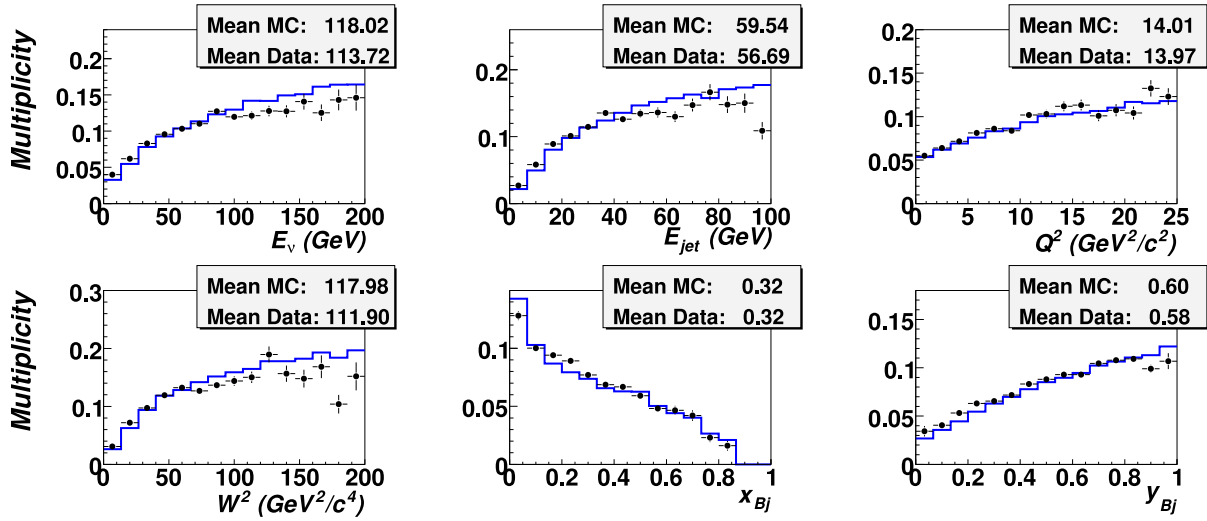 Mean MC: 118.02
Mean Data: 113.72
Multiplicity
0.2
0.15
0.1
0.05
0
0 50 100 150 200
E_ν (GeV)
Mean MC: 59.54
Mean Data: 56.69
0.2
0.1
0
0 20 40 60 80 100
E_jet (GeV)
Mean MC: 14.01
Mean Data: 13.97
0.2
0.15
0.1
0.05
0
0 5 10 15 20 25
Q² (GeV²/c²)
Mean MC: 117.98
Mean Data: 111.90
Multiplicity
0.3
0.2
0.1
0
0 50 100 150 200
W² (GeV²/c⁴)
Mean MC: 0.32
Mean Data: 0.32
0.1
0.05
0
0 0.2 0.4 0.6 0.8 1
x_Bj
Mean MC: 0.60
Mean Data: 0.58
0.15
0.1
0.05
0
0 0.2 0.4 0.6 0.8 1
y_Bj